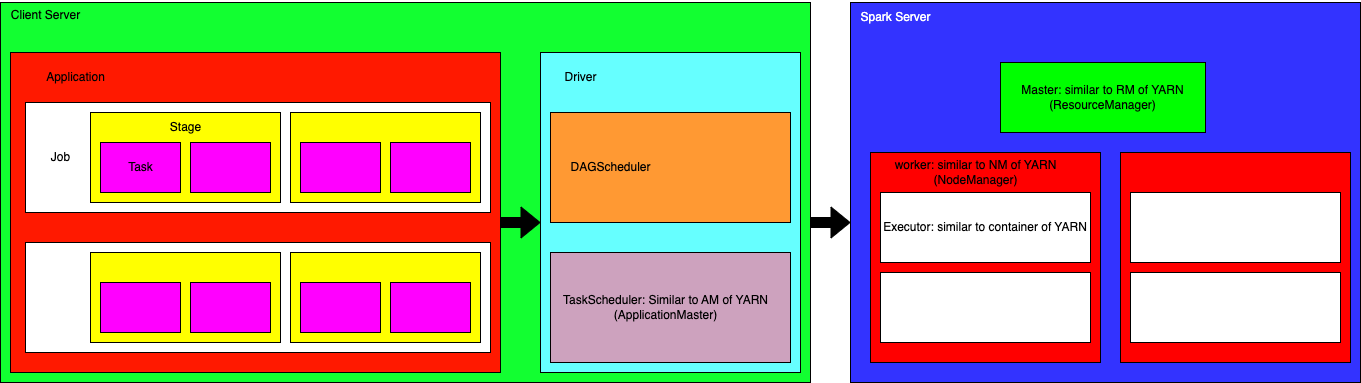 Client Server
Application
Job
Stage
Task
Driver
DAGScheduler
TaskScheduler: Similar to AM of YARN
(ApplicationMaster)
Spark Server
Master: similar to RM of YARN
(ResourceManager)
worker: similar to NM of YARN
(NodeManager)
Executor: similar to container of YARN